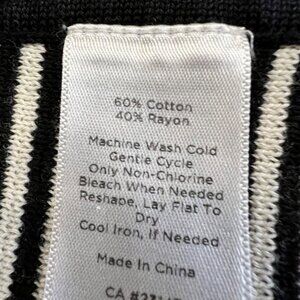 60% Cotton
40% Rayon
Machine Wash Cold
Gentle Cycle
Only Non-Chlorine
Bleach When Needed
Reshape, Lay Flat To
Dry
Cool Iron, If Needed
Made In China
CA